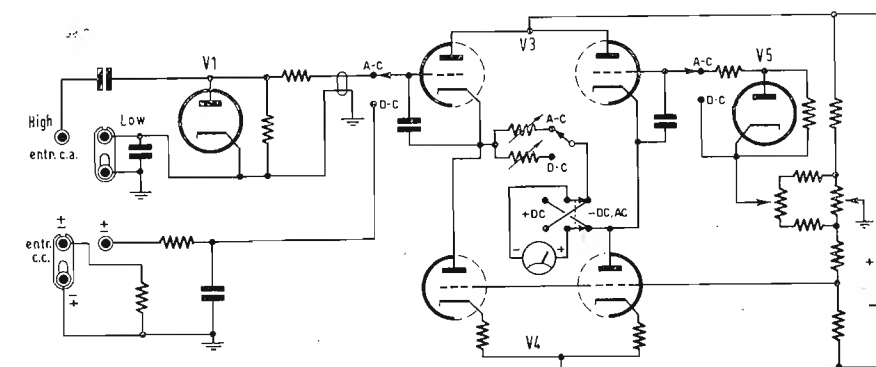 V1
V3
V5
A-C
A-C
High
Low
D-C
A-C
D-C
entr. c.a.
D-C
+DC
-DC,AC
±
±
entr.
c.c.
- +
∓
+
-
V4